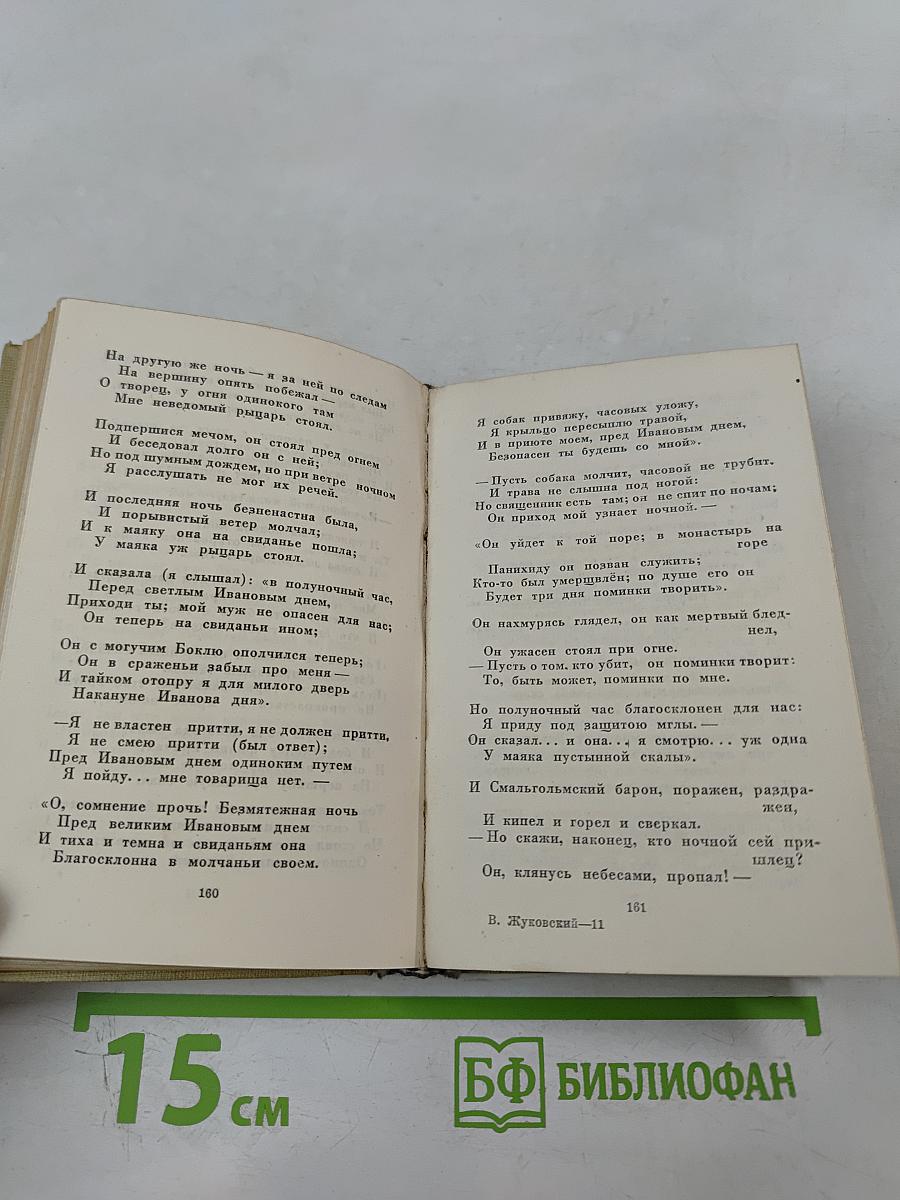 На другую же ночь — я за ней по следам
На вершину опять побежал —
О творец, у огня одинокого там
Мне неведомый рыцарь стоял.
Подпершися мечом, он стоял пред огнем
И беседовал долго он с ней;
Но под шумным дождем, но при ветре ночном
Я расслушать не мог их речей.
И последняя ночь безненастна была,
И порывистый ветер молчал;
И к маяку она на свиданье пошла;
У маяка уж рыцарь стоял.
И сказала (я слышал): «в полуночный час,
Перед светлым Ивановым днем,
Приходи ты; мой муж не опасен для нас;
Он теперь на свиданьи ином;
Он с могучим Боклю ополчился теперь;
Он в сраженьи забыл про меня —
И тайком отопру я для милого дверь
Накануне Иванова дня».
—Я не властен притти, я не должен притти,
Я не смею притти (был ответ);
Пред Ивановым днем одиноким путем
Я пойду... мне товарища нет. —
«О, сомнение прочь! Безмятежная ночь
Пред великим Ивановым днем
И тиха и темна и свиданьям она
Благосклонна в молчаньи своем.
160
Я собак привяжу, часовых уложу,
Я крыльцо пересыплю травой,
И в приюте моем, пред Ивановым днем,
Безопасен ты будешь со мной».
— Пусть собака молчит, часовой не трубит.
И трава не слышна под ногой:
Но священник есть там; он не спит по ночам;
Он приход мой узнает ночной. —
«Он уйдет к той поре; в монастырь на
горе
Панихиду он позван служить;
Кто-то был умерщвлён; по душе его он
Будет три дня поминки творить».
Он нахмурясь глядел, он как мертвый блед-
нел,
Он ужасен стоял при огне.
— Пусть о том. кто убит, он поминки творит:
То, быть может, поминки по мне.
Но полуночный час благосклонен для нас:
Я приду под защитою мглы. —
Он сказал... и она... я смотрю... уж одна
У маяка пустынной скалы».
И Смальгольмский барон, поражен, раздра-
жен,
И кипел и горел и сверкал.
— Но скажи, наконец, кто ночной сей при-
шлец?
Он, клянусь небесами, пропал! —
161
В. Жуковский—11
15 см
БФ БИБЛИОФАН